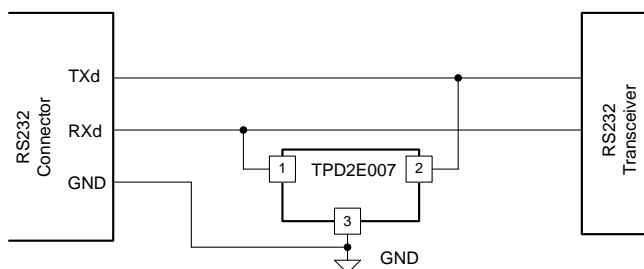 RS232
Connector
TXd
RXd
GND
1
TPD2E007
2
3
GND
RS232
Transceiver